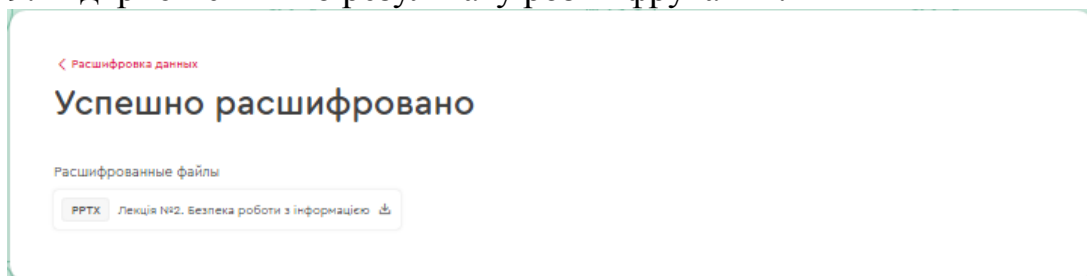 < Расшифровка данных
Успешно расшифровано
Расшифрованные файлы
PPTX Лекція №2. Безпека роботи з інформацією